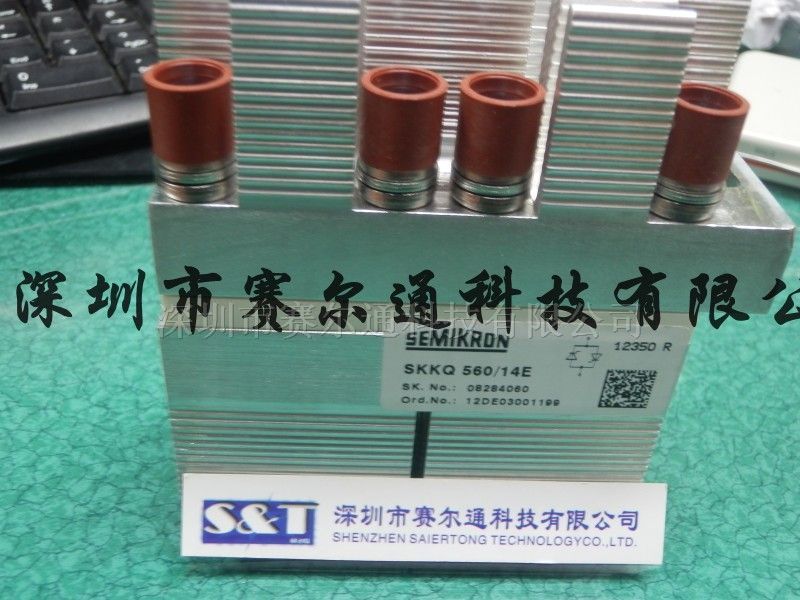 深圳市赛尔通科技有限公
深圳市赛尔通科技有限公司
SEMIKRON
12350 R
SKKQ 560/14E
SK. No.: 08284060
Ord.No.: 12DE03001199
S&T
深圳市赛尔通科技有限公司
SHENZHEN SAIERTONG TECHNOLOGYCO.,LTD.